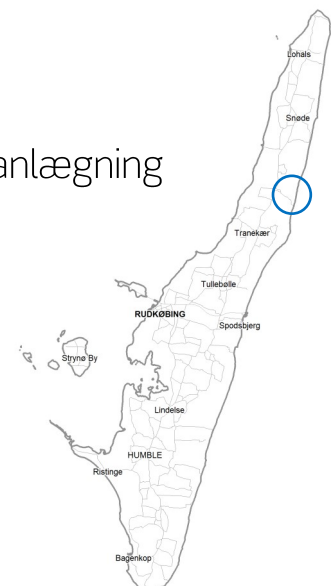 Lohals
Snøde
anlægning
Tranekær
Tullebølle
RUDKØBING
Spodsbjerg
Strynø By
Lindelse
HUMBLE
Ristinge
Bagenkop